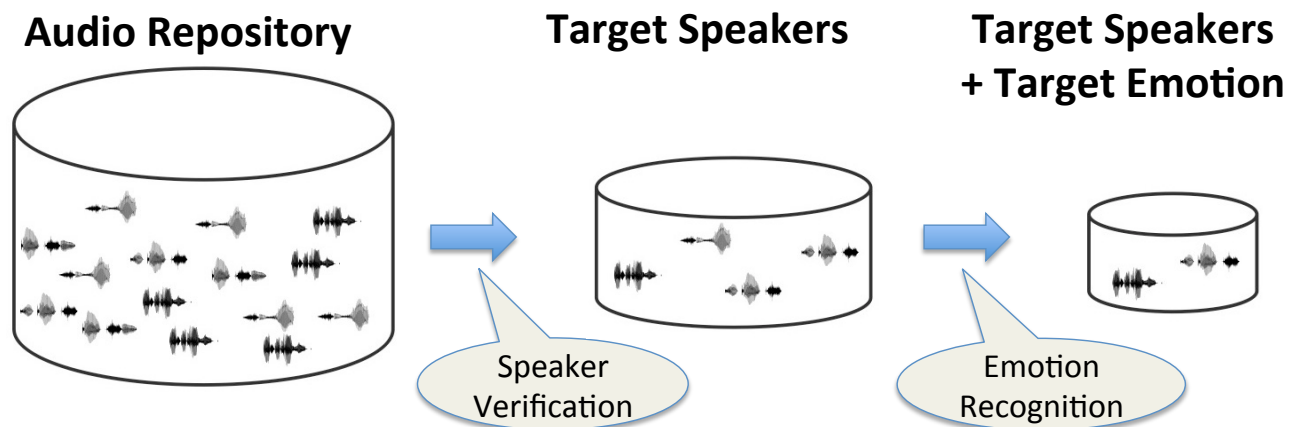 Audio Repository
Target Speakers
Target Speakers
+ Target Emotion
Speaker
Verification
Emotion
Recognition